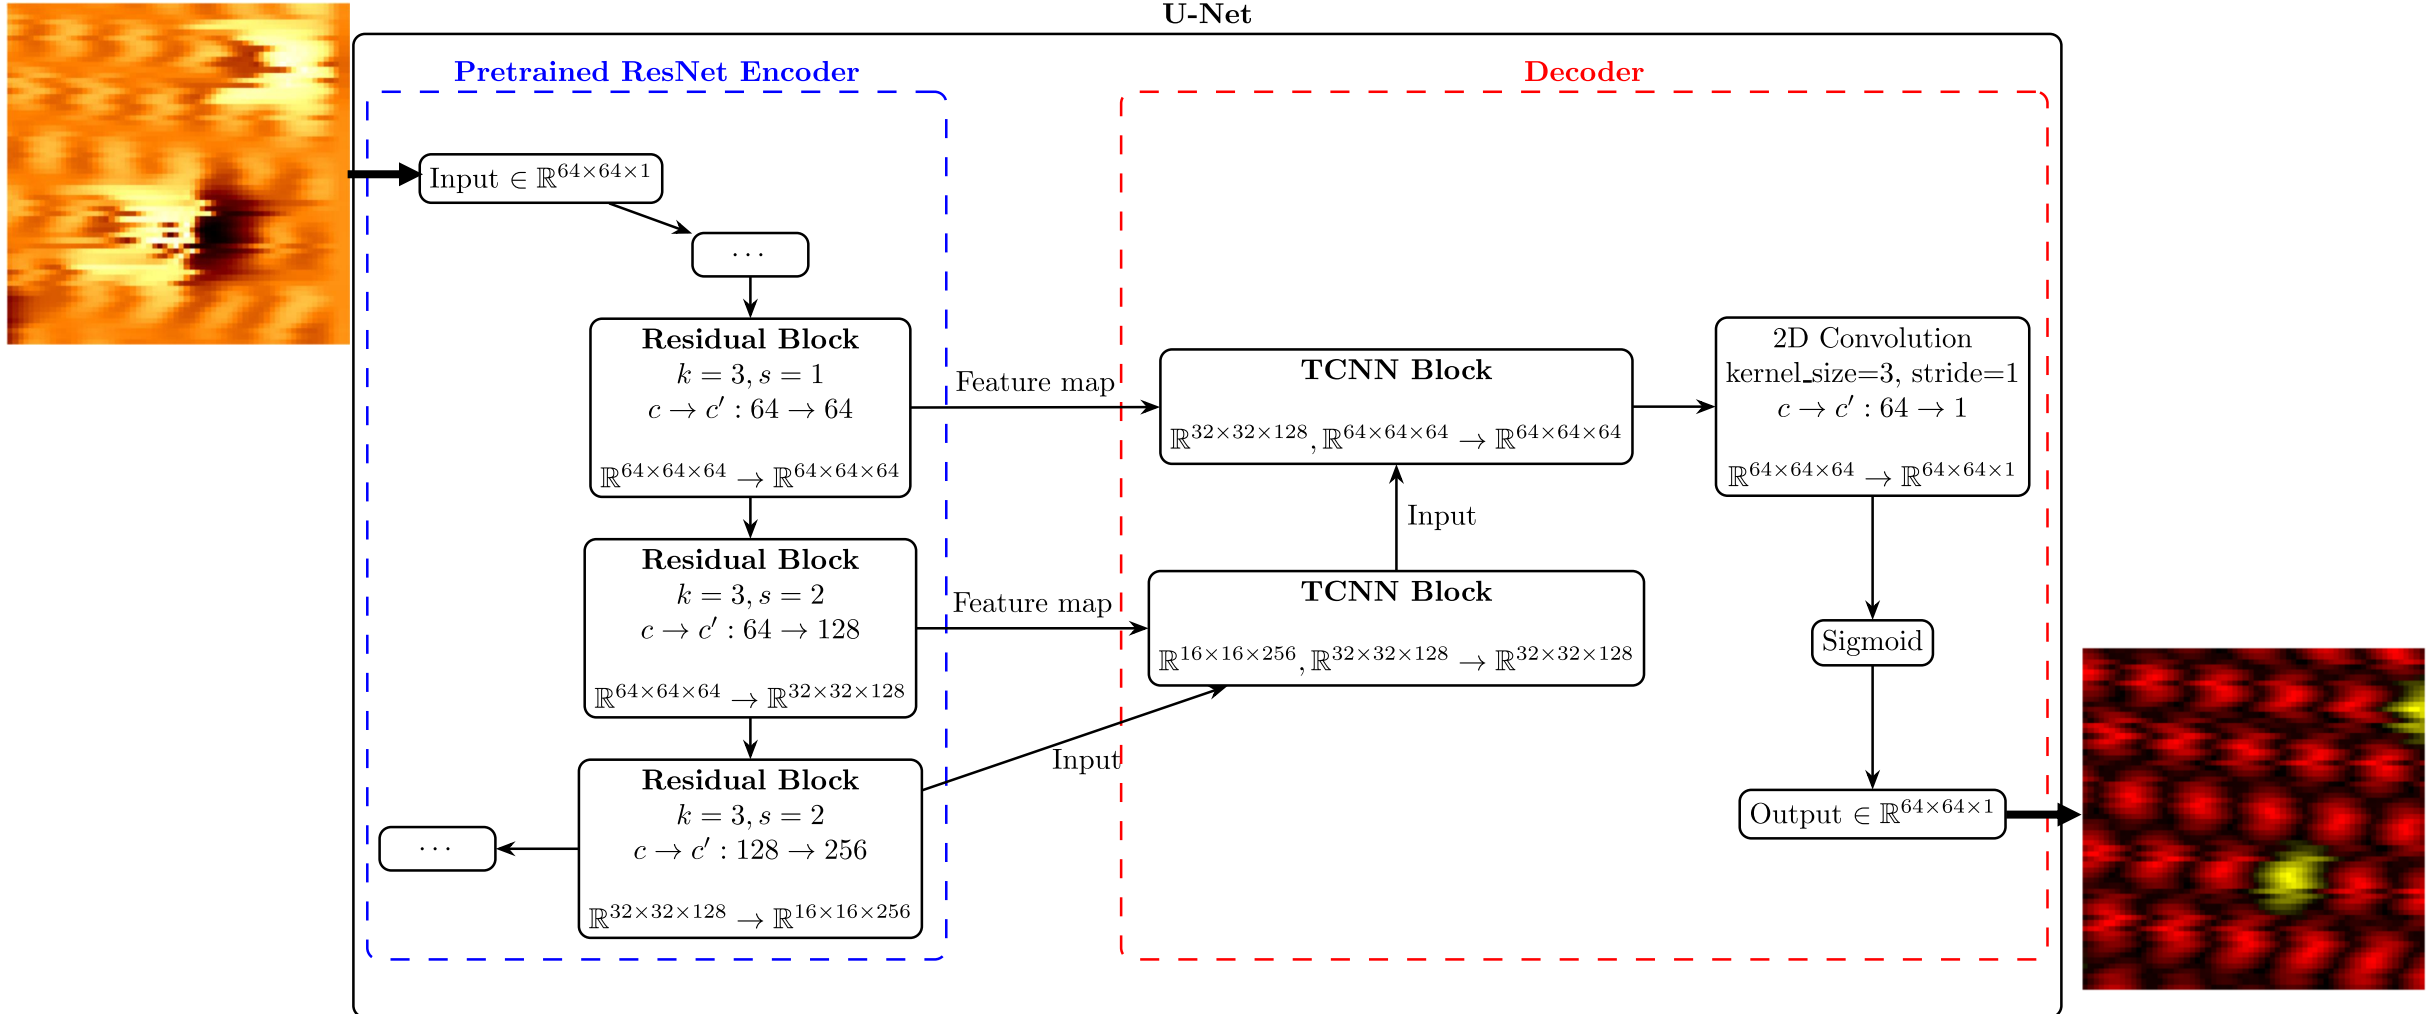 U-Net
Pretrained ResNet Encoder
Decoder
Input ∈ ℝ^{64×64×1}
···
Residual Block
k = 3, s = 1
c → c′ : 64 → 64
ℝ^{64×64×64} → ℝ^{64×64×64}
Feature map
TCNN Block
ℝ^{32×32×128}, ℝ^{64×64×64} → ℝ^{64×64×64}
2D Convolution
kernel_size=3, stride=1
c → c′ : 64 → 1
ℝ^{64×64×64} → ℝ^{64×64×1}
Input
Residual Block
k = 3, s = 2
c → c′ : 64 → 128
ℝ^{64×64×64} → ℝ^{32×32×128}
Feature map
TCNN Block
ℝ^{16×16×256}, ℝ^{32×32×128} → ℝ^{32×32×128}
Sigmoid
Input
Residual Block
k = 3, s = 2
c → c′ : 128 → 256
ℝ^{32×32×128} → ℝ^{16×16×256}
···
Output ∈ ℝ^{64×64×1}